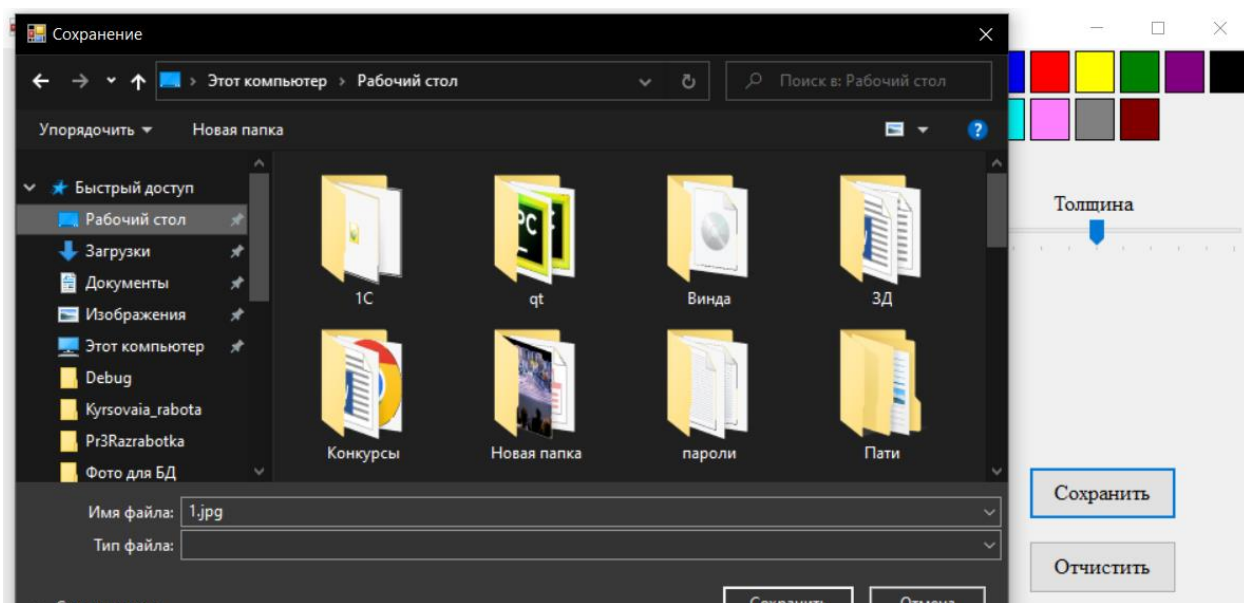 Сохранение
Этот компьютер > Рабочий стол
Поиск в: Рабочий стол
Упорядочить
Новая папка
Быстрый доступ
Рабочий стол
Загрузки
Документы
Изображения
Этот компьютер
Debug
Kyrsovaia_rabota
Pr3Razrabotka
Фото для БД
1С
qt
Винда
3Д
Конкурсы
Новая папка
пароли
Пати
Имя файла: 1.jpg
Тип файла:
Сохранить
Отмена
Толщина
Сохранить
Отчистить